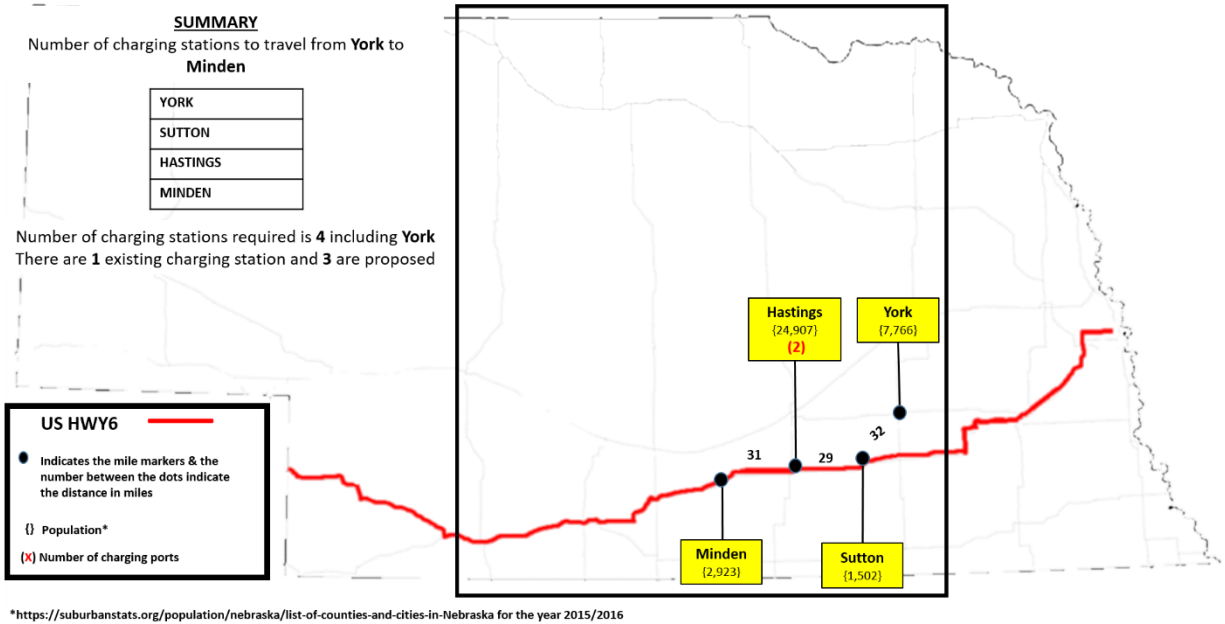 SUMMARY
Number of charging stations to travel from York to
Minden
YORK
SUTTON
HASTINGS
MINDEN
Number of charging stations required is 4 including York
There are 1 existing charging station and 3 are proposed
Hastings
{24,907}
(2)
York
{7,766}
32
31
29
Minden
{2,923}
Sutton
{1,502}
US HWY6
Indicates the mile markers & the
number between the dots indicate
the distance in miles
{} Population*
(X) Number of charging ports
*https://suburbanstats.org/population/nebraska/list-of-counties-and-cities-in-Nebraska for the year 2015/2016